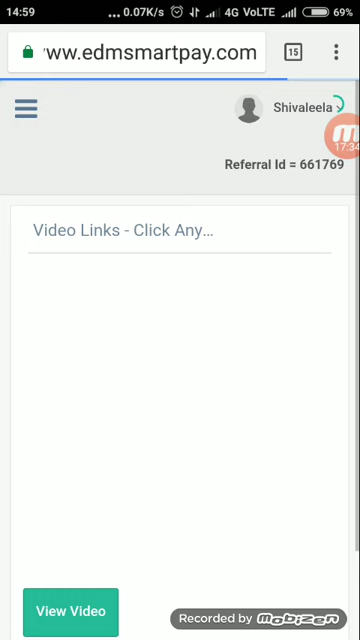 14:59
... 0.07K/s 4G VoLTE 69%
ww.edmsmartpay.com
15
Shivaleela
17:34
Referral Id = 661769
Video Links - Click Any...
View Video
Recorded by mobizen